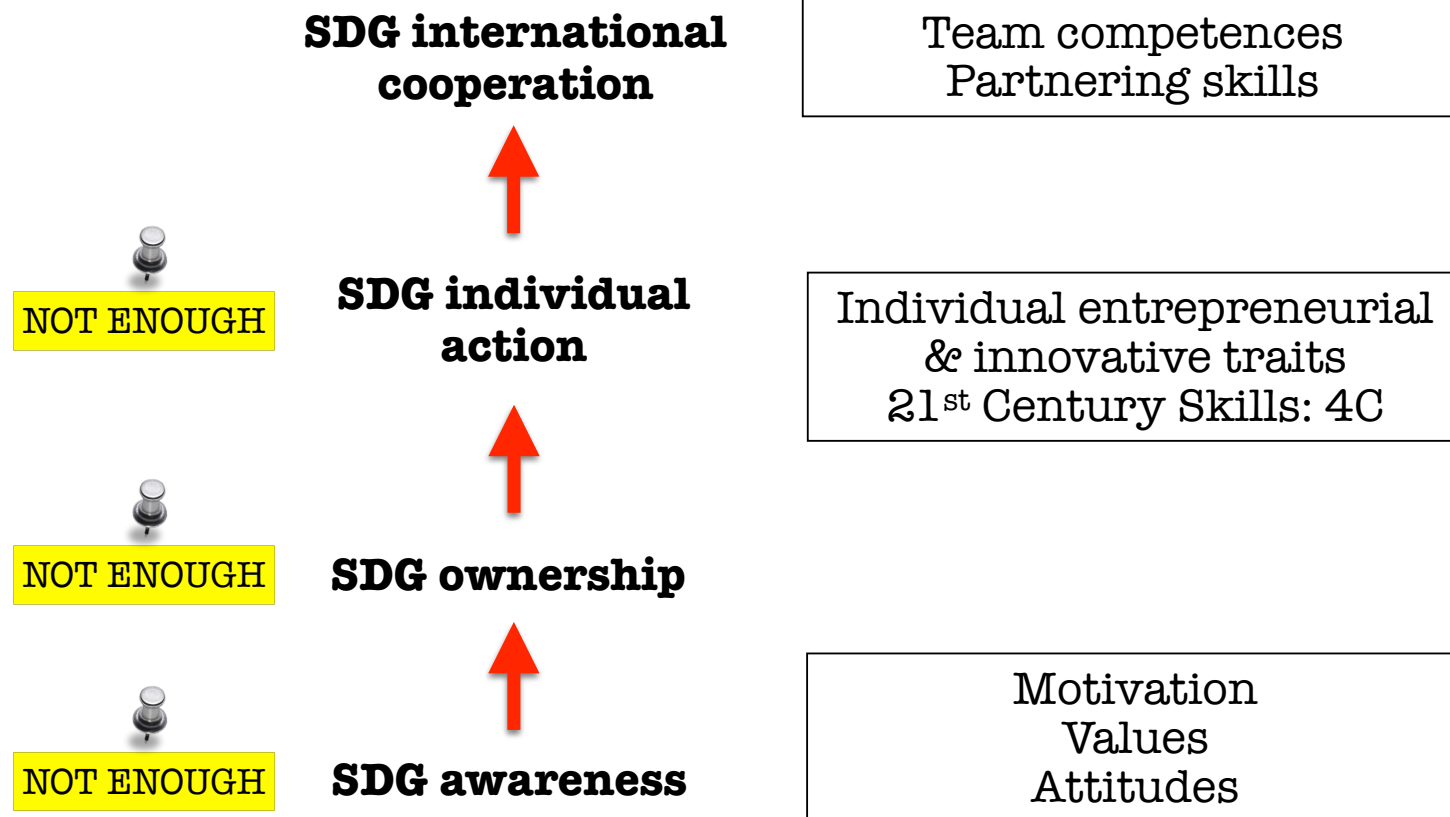 SDG international
cooperation
Team competences
Partnering skills
NOT ENOUGH
SDG individual
action
Individual entrepreneurial
& innovative traits
21st Century Skills: 4C
NOT ENOUGH
SDG ownership
NOT ENOUGH
SDG awareness
Motivation
Values
Attitudes